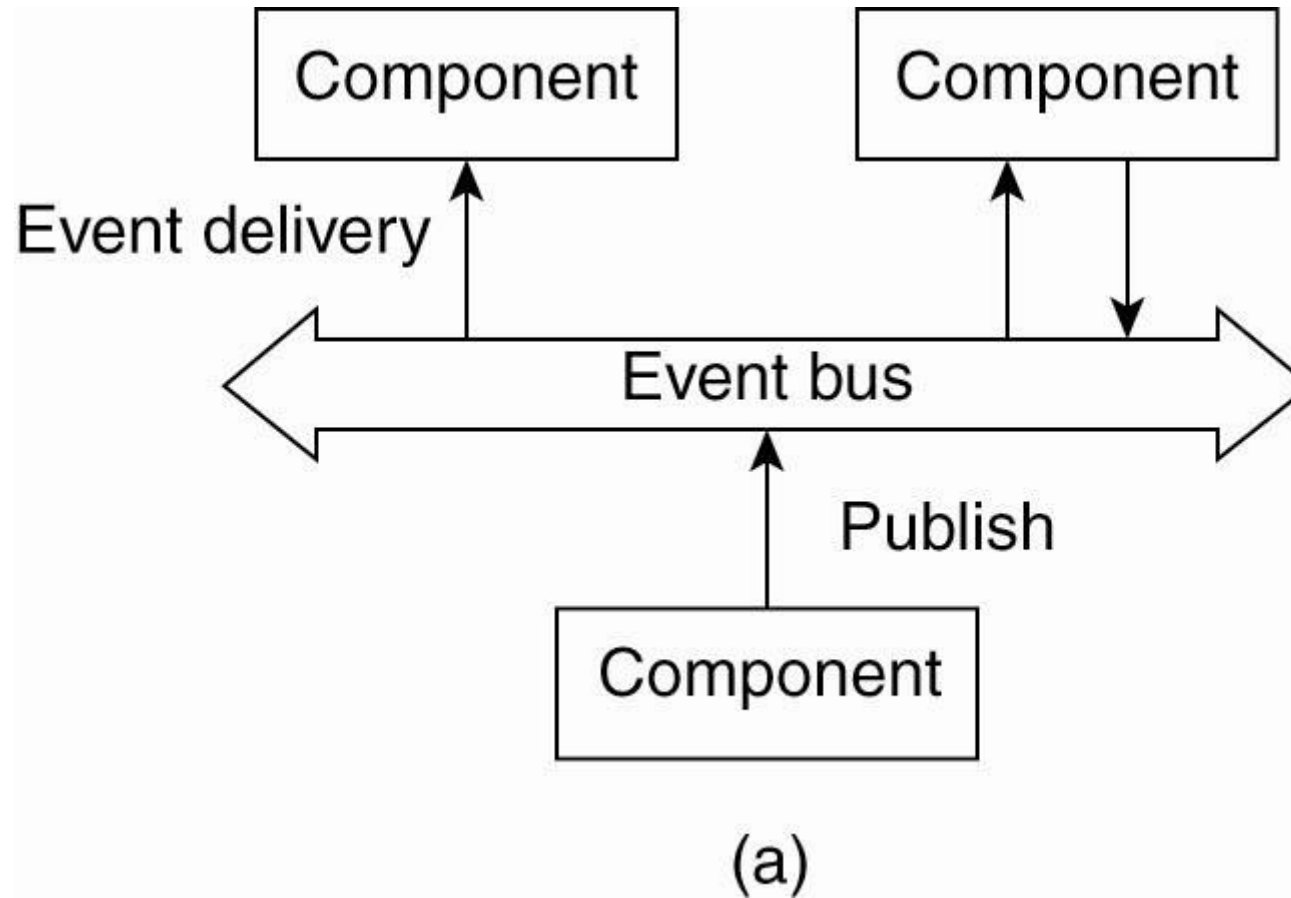 Component
Component
Event delivery
Event bus
Publish
Component
(a)